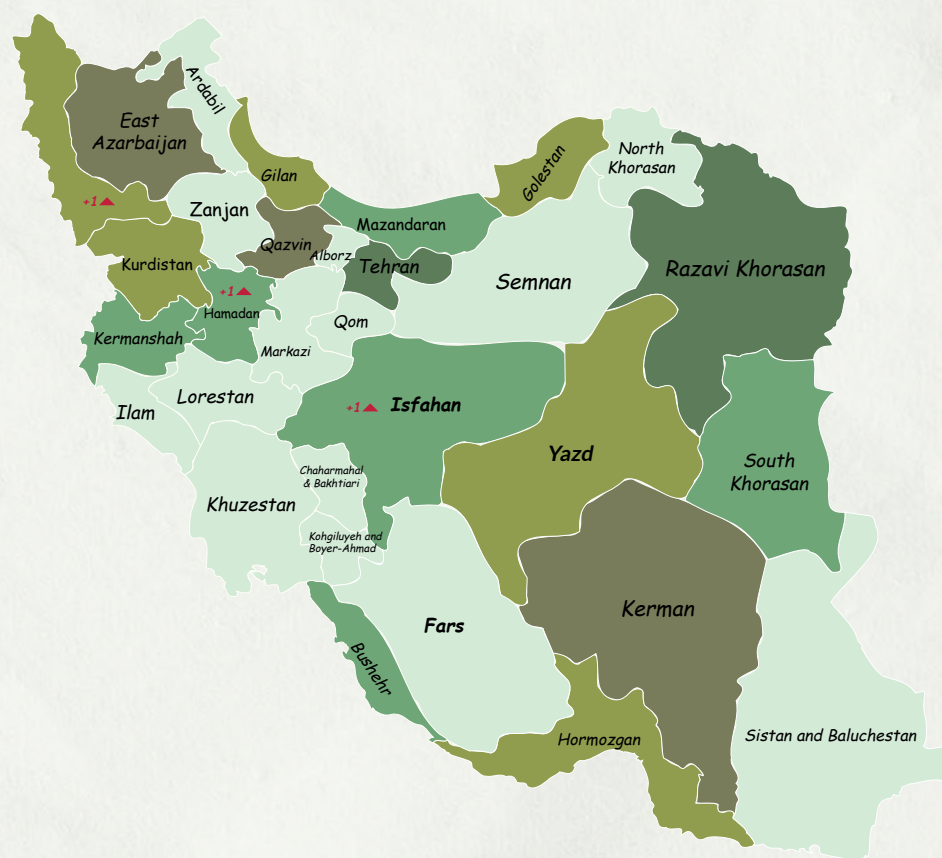 Ardabil
East
Azarbaijan
Gilan
+1
Zanjan
North
Khorasan
Golestan
Mazandaran
Qazvin
Alborz
Kurdistan
Tehran
Razavi Khorasan
Semnan
+1
Hamadan
Qom
Kermanshah
Markazi
Lorestan
+1 Isfahan
Ilam
Yazd
South
Khorasan
Chaharmahal
& Bakhtiari
Khuzestan
Kohgiluyeh and
Boyer-Ahmad
Kerman
Fars
Bushehr
Hormozgan
Sistan and Baluchestan